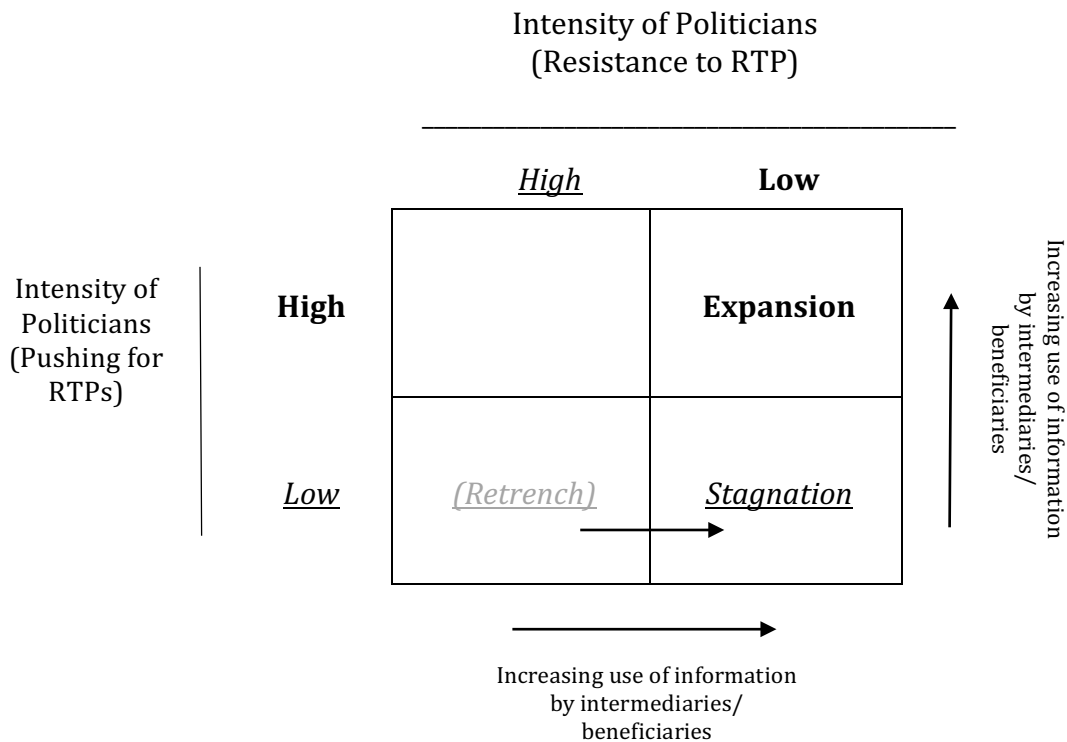 Intensity of Politicians
(Resistance to RTP)
High
Low
Intensity of
Politicians
(Pushing for
RTPs)
High
Expansion
Increasing use of information
by intermediaries/
beneficiaries
Low
(Retrench)
Stagnation
Increasing use of information
by intermediaries/
beneficiaries